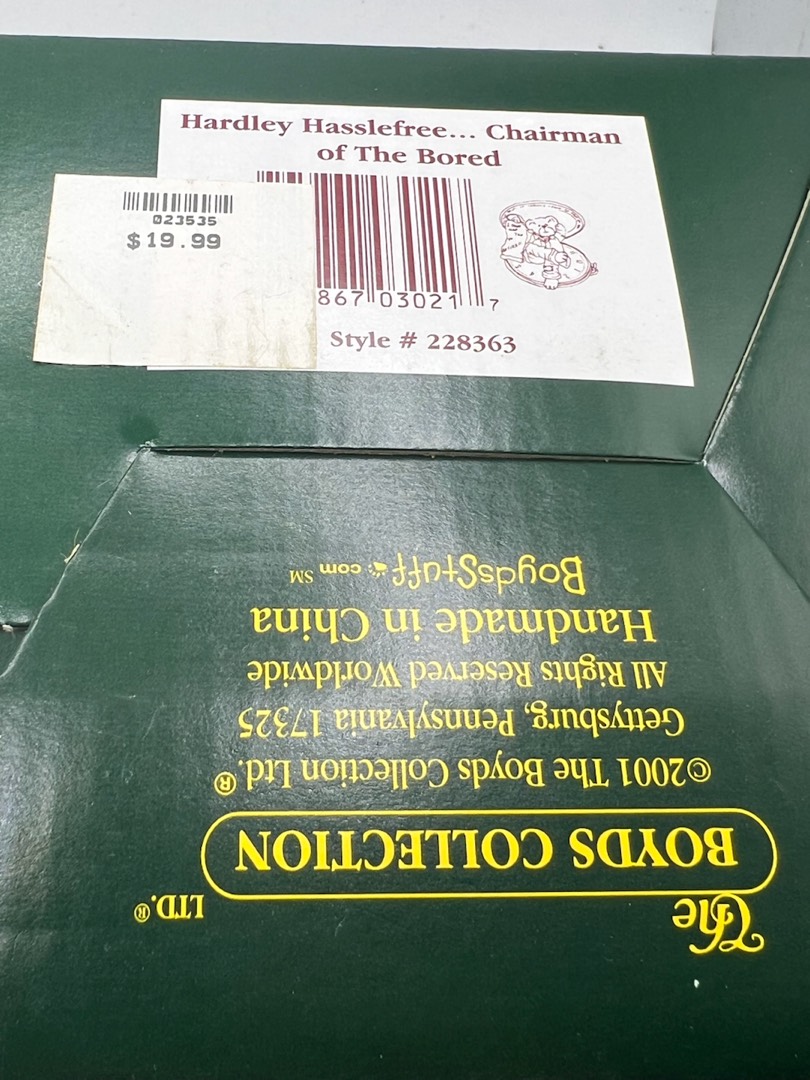 Hardley Hasslefree... Chairman
of The Bored
023535
$19.99
867 03021 7
Style # 228363
The
BOYDS COLLECTION
LTD.®
©2001 The Boyds Collection Ltd.®
Gettysburg, Pennsylvania 17325
All Rights Reserved Worldwide
Handmade in China
BoydsStuff.com SM